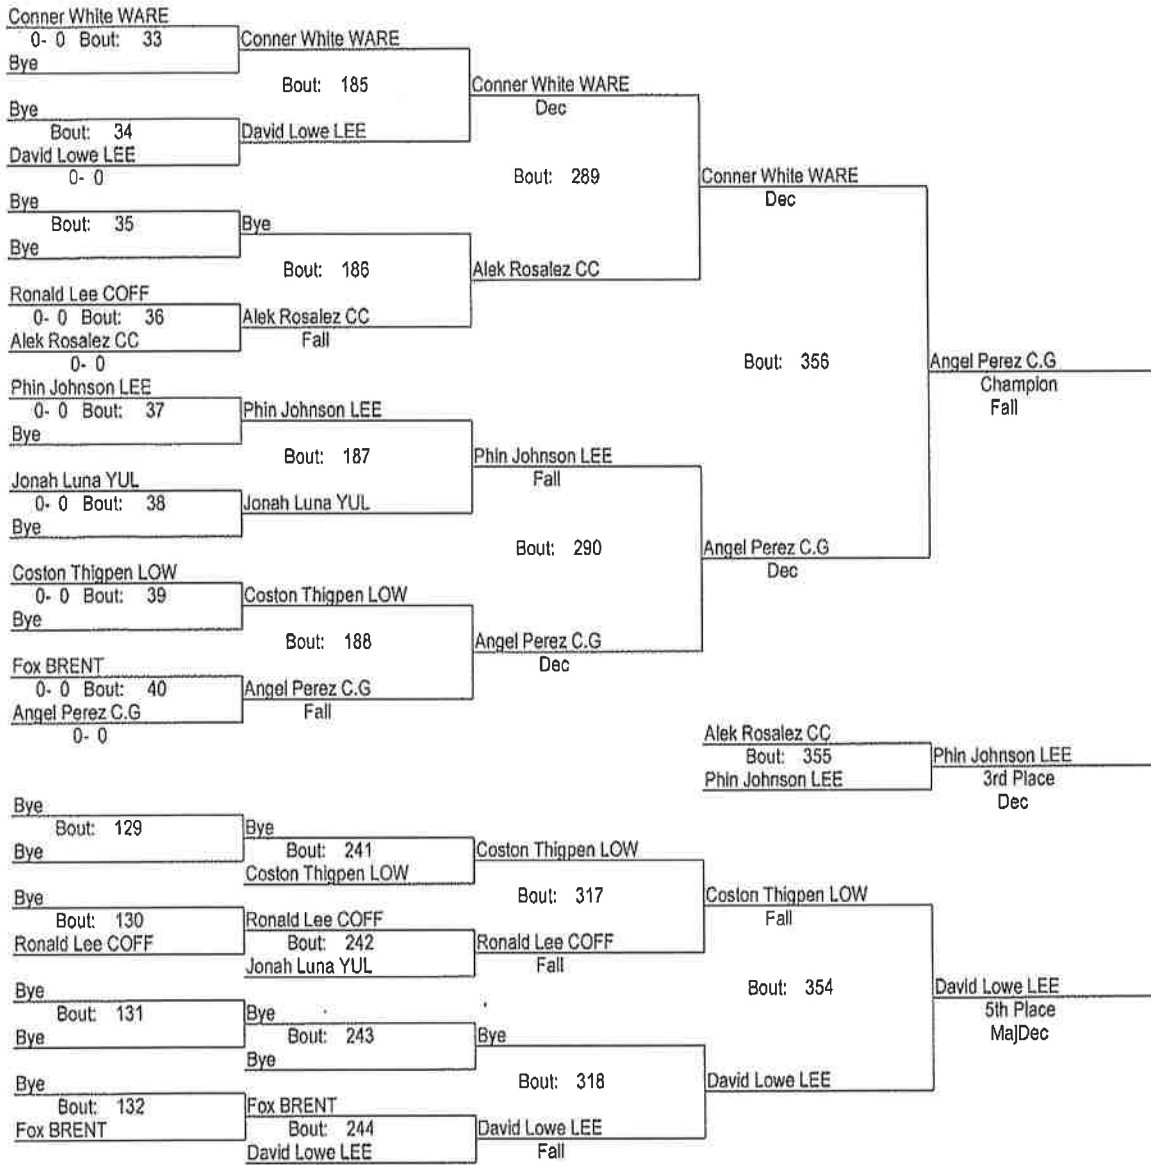 Conner White WARE
0- 0 Bout: 33
Bye
Conner White WARE
Bout: 185
Bye
Bout: 34
David Lowe LEE
0- 0
David Lowe LEE
Conner White WARE
Dec
Bout: 289
Bye
Bout: 35
Bye
Bye
Bout: 186
Ronald Lee COFF
0- 0 Bout: 36
Alek Rosalez CC
0- 0
Alek Rosalez CC
Fall
Alek Rosalez CC
Conner White WARE
Dec
Bout: 356
Phin Johnson LEE
0- 0 Bout: 37
Bye
Phin Johnson LEE
Bout: 187
Jonah Luna YUL
0- 0 Bout: 38
Bye
Jonah Luna YUL
Phin Johnson LEE
Fall
Bout: 290
Coston Thigpen LOW
0- 0 Bout: 39
Bye
Coston Thigpen LOW
Bout: 188
Fox BRENT
0- 0 Bout: 40
Angel Perez C.G
0- 0
Angel Perez C.G
Fall
Angel Perez C.G
Dec
Angel Perez C.G
Dec
Angel Perez C.G
Champion
Fall
Alek Rosalez CC
Bout: 355
Phin Johnson LEE
Phin Johnson LEE
3rd Place
Dec
Bye
Bout: 129
Bye
Bye
Bout: 241
Coston Thigpen LOW
Coston Thigpen LOW
Bout: 317
Bye
Bout: 130
Ronald Lee COFF
Ronald Lee COFF
Bout: 242
Jonah Luna YUL
Ronald Lee COFF
Fall
Coston Thigpen LOW
Fall
Bout: 354
Bye
Bout: 131
Bye
Bye
Bout: 243
Bye
Bye
Bout: 318
Bye
Bout: 132
Fox BRENT
Fox BRENT
Bout: 244
David Lowe LEE
David Lowe LEE
Fall
David Lowe LEE
David Lowe LEE
5th Place
MajDec